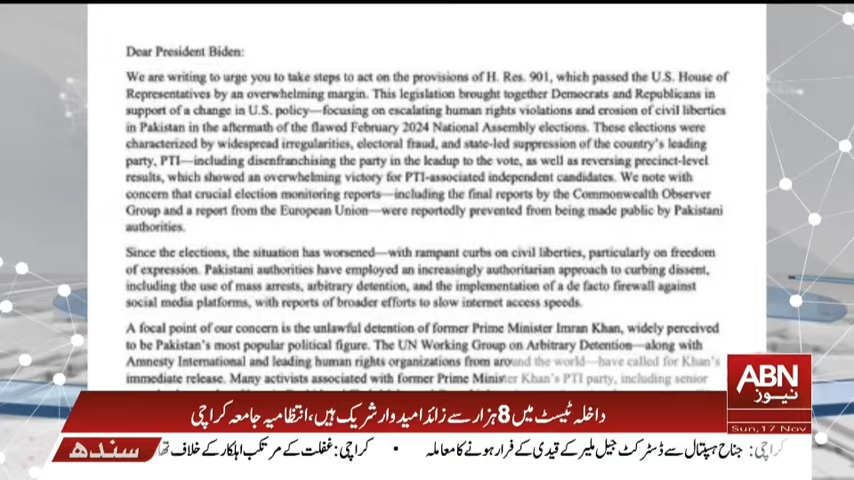 Dear President Biden:
We are writing to urge you to take steps to act on the provisions of H. Res. 901, which passed the U.S. House of
Representatives by an overwhelming margin. This legislation brought together Democrats and Republicans in
support of a change in U.S. policy—focusing on escalating human rights violations and erosion of civil liberties
in Pakistan in the aftermath of the flawed February 2024 National Assembly elections. These elections were
characterized by widespread irregularities, electoral fraud, and state-led suppression of the country's leading
party, PTI—including disenfranchising the party in the leadup to the vote, as well as reversing precinct-level
results, which showed an overwhelming victory for PTI-associated independent candidates. We note with
concern that crucial election monitoring reports—including the final reports by the Commonwealth Observer
Group and a report from the European Union—were reportedly prevented from being made public by Pakistani
authorities.
Since the elections, the situation has worsened—with rampant curbs on civil liberties, particularly on freedom
of expression. Pakistani authorities have employed an increasingly authoritarian approach to curbing dissent,
including the use of mass arrests, arbitrary detention, and the implementation of a de facto firewall against
social media platforms, with reports of broader efforts to slow internet access speeds.
A focal point of our concern is the unlawful detention of former Prime Minister Imran Khan, widely perceived
to be Pakistan's most popular political figure. The UN Working Group on Arbitrary Detention—along with
Amnesty International and leading human rights organizations from around the world—have called for Khan's
immediate release. Many activists associated with former Prime Minister Khan's PTI party, including senior
ABN
نیوز
Sun, 17 Nov
داخلہ ٹیسٹ میں 8 ہزار سے زائد امیدوار شریک ہیں، انتظامیہ جامعہ کراچی
سندھ
کراچی: جناح ہسپتال سے ڈسٹرکٹ جیل ملیر کے قیدی کے فرار ہونے کا معاملہ • کراچی: غفلت کے مرتکب اہلکار کے خلاف تھا